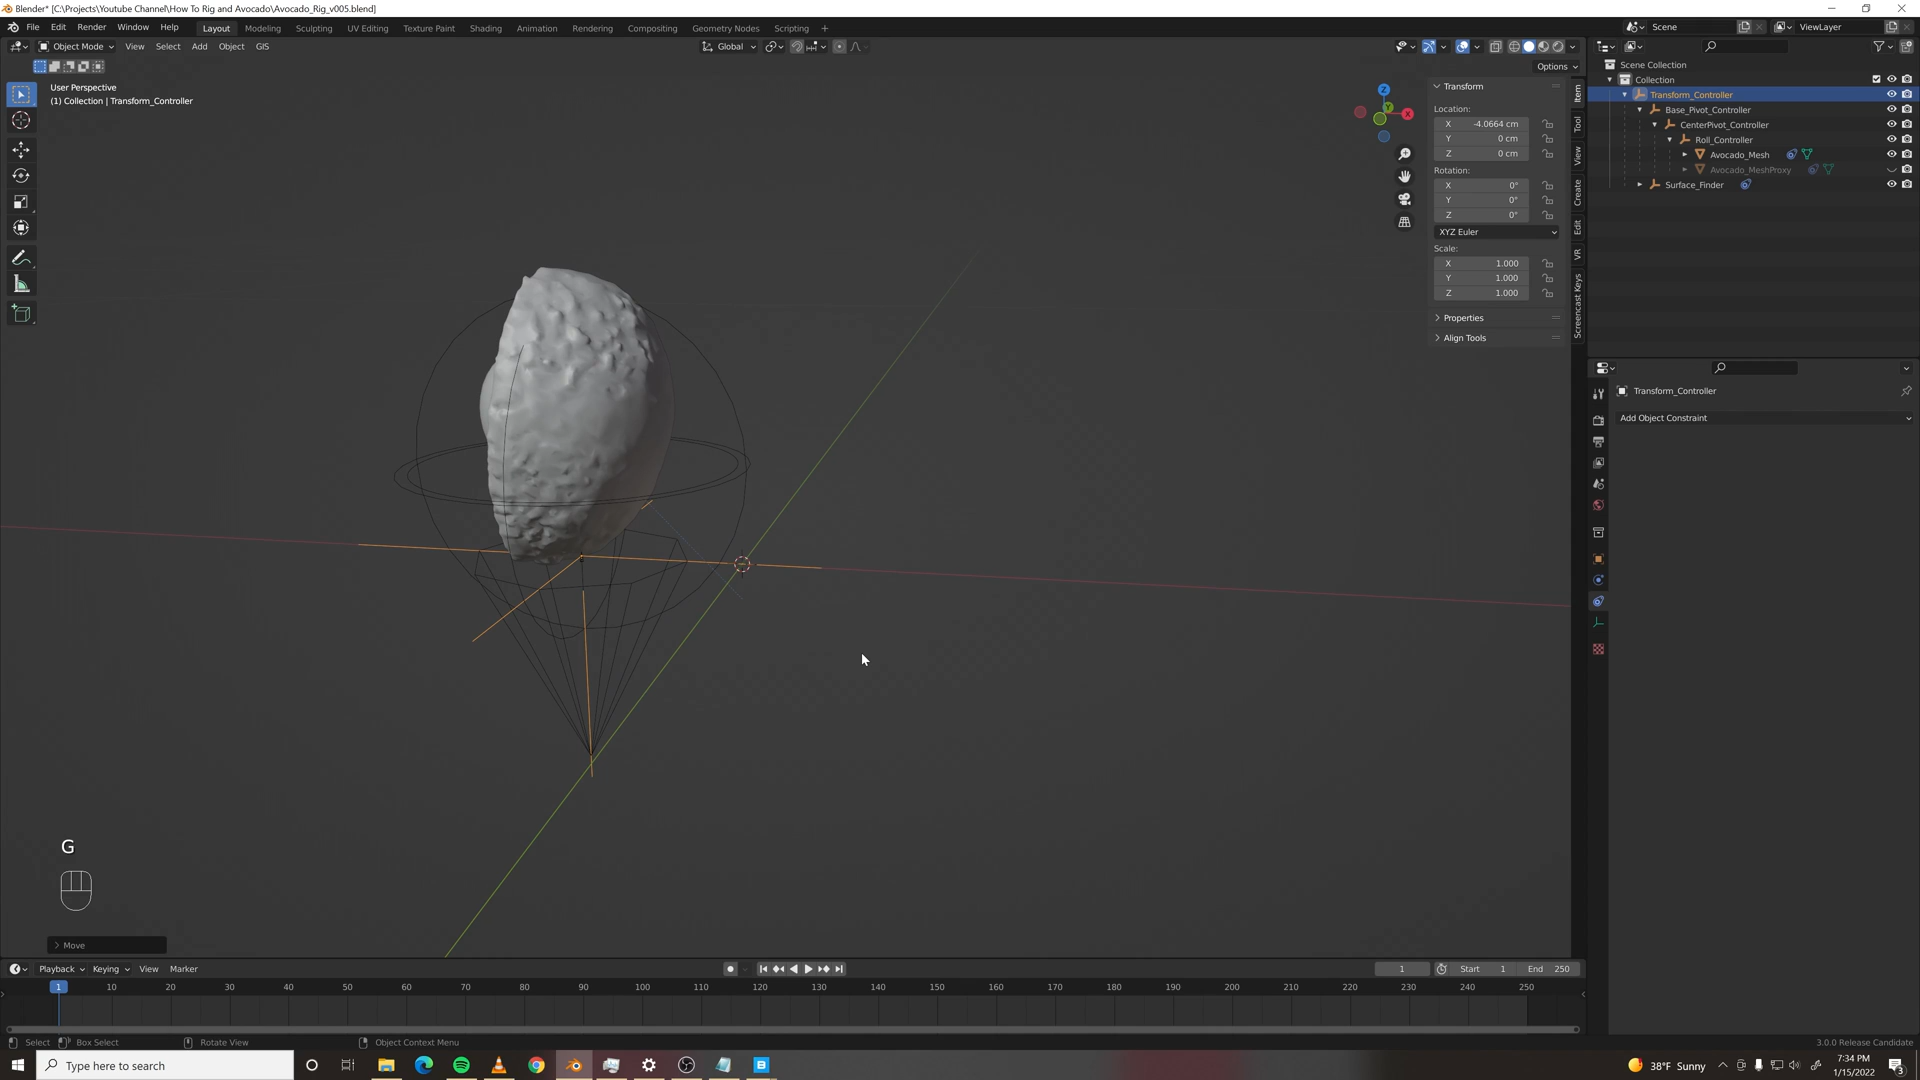 Blender* [C:\Projects\Youtube Channel\How To Rig and Avocado\Avocado_Rig_v005.blend]
File Edit Render Window Help Layout Modeling Sculpting UV Editing Texture Paint Shading Animation Rendering Compositing Geometry Nodes Scripting + Scene ViewLayer
Object Mode View Select Add Object GIS Global
Options
User Perspective
(1) Collection | Transform_Controller
Z
Y
X
Transform
Location:
X -4.0664 cm
Y 0 cm
Z 0 cm
Rotation:
X 0°
Y 0°
Z 0°
XYZ Euler
Scale:
X 1.000
Y 1.000
Z 1.000
Properties
Align Tools
Item
Tool
View
Create
Edit
VR
Screencast Keys
Scene Collection
Collection
Transform_Controller
Base_Pivot_Controller
CenterPivot_Controller
Roll_Controller
Avocado_Mesh
Avocado_MeshProxy
Surface_Finder
Transform_Controller
Add Object Constraint
G
Move
Playback Keying View Marker 1 Start 1 End 250
1 10 20 30 40 50 60 70 80 90 100 110 120 130 140 150 160 170 180 190 200 210 220 230 240 250
Select Box Select Rotate View Object Context Menu 3.0.0 Release Candidate
Type here to search
38°F Sunny
7:34 PM
1/15/2022
3